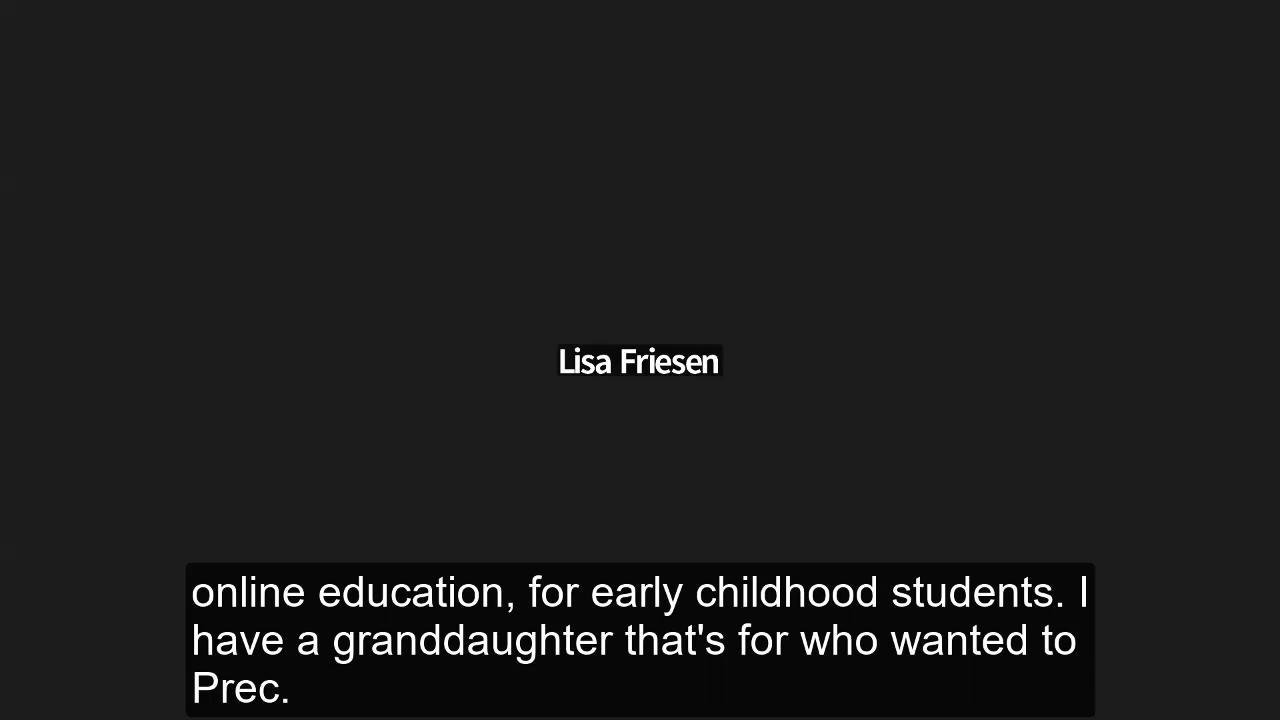 Lisa Friesen
online education, for early childhood students. I
have a granddaughter that's for who wanted to
Prec.